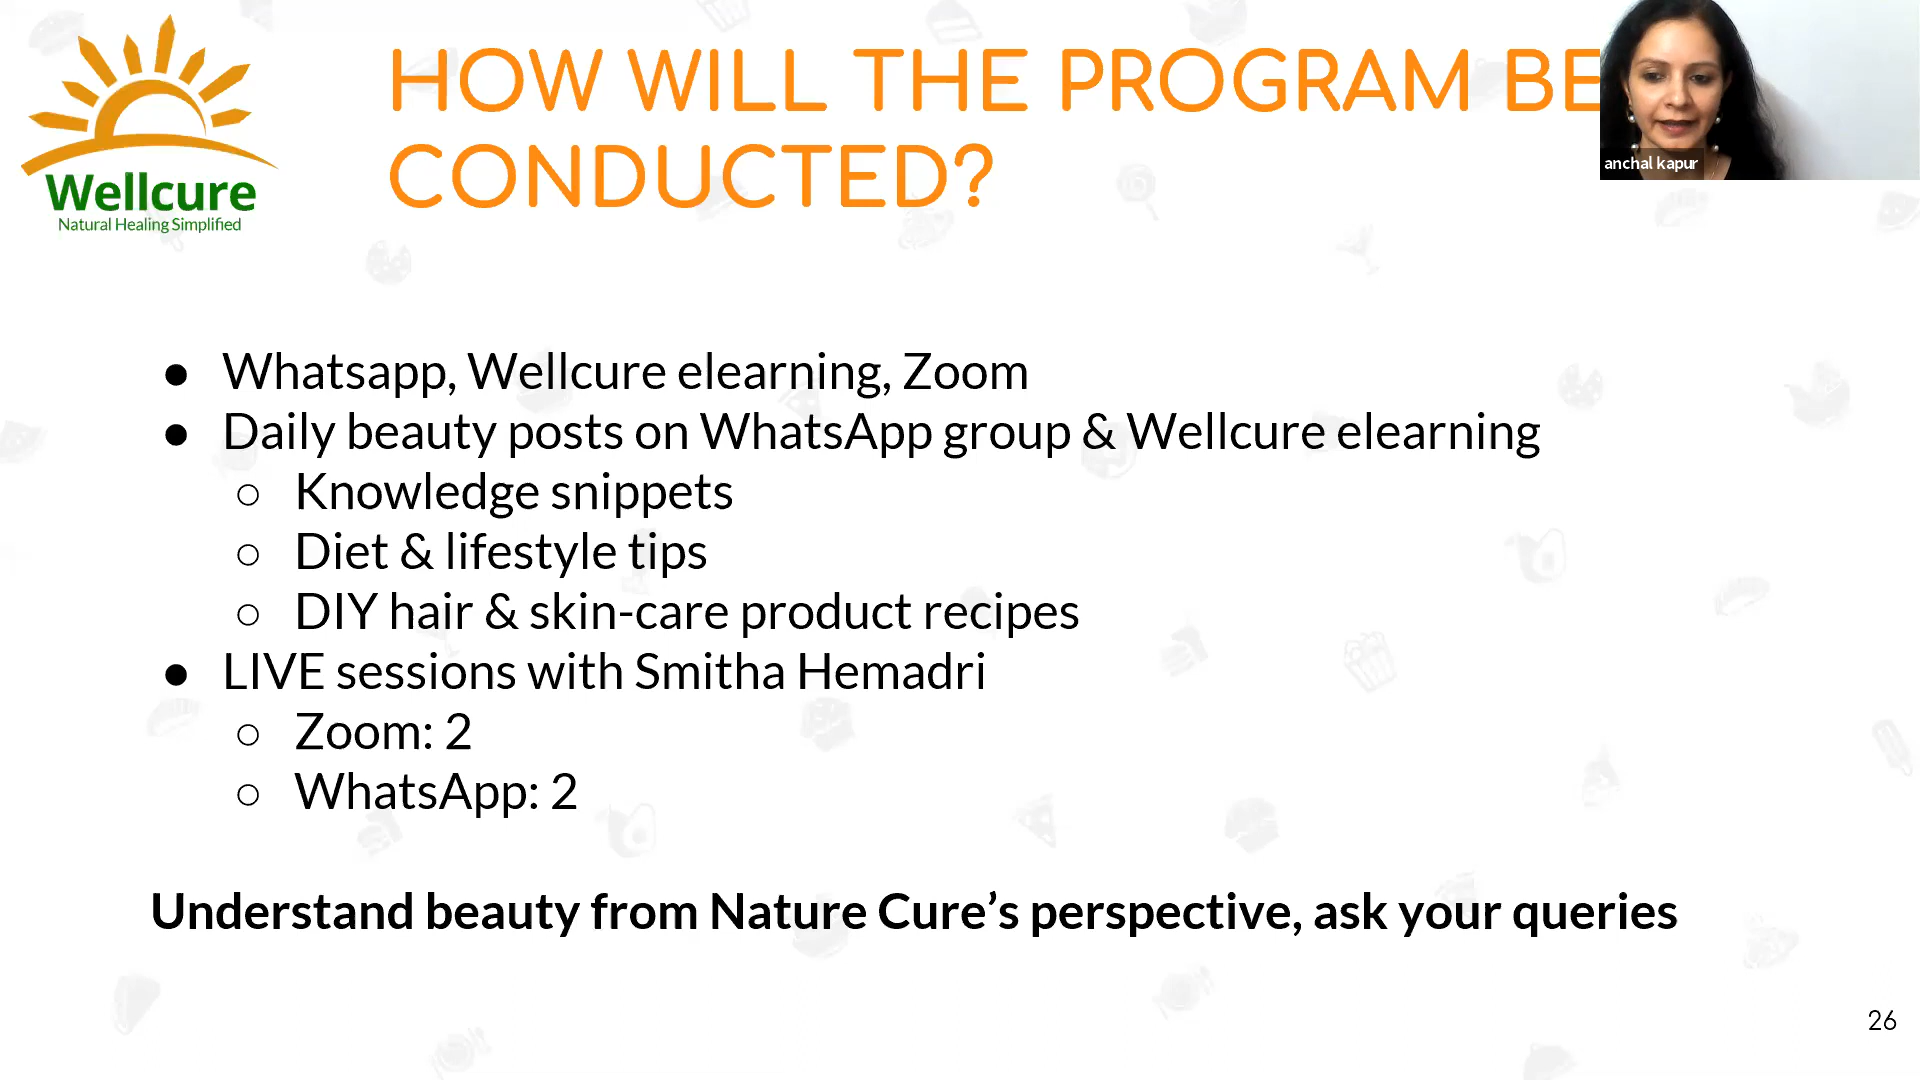 HOW WILL THE PROGRAM BE
CONDUCTED?
anchal kapur
Wellcure
Natural Healing Simplified
● Whatsapp, Wellcure elearning, Zoom
● Daily beauty posts on WhatsApp group & Wellcure elearning
○ Knowledge snippets
○ Diet & lifestyle tips
○ DIY hair & skin-care product recipes
● LIVE sessions with Smitha Hemadri
○ Zoom: 2
○ WhatsApp: 2
Understand beauty from Nature Cure’s perspective, ask your queries
26